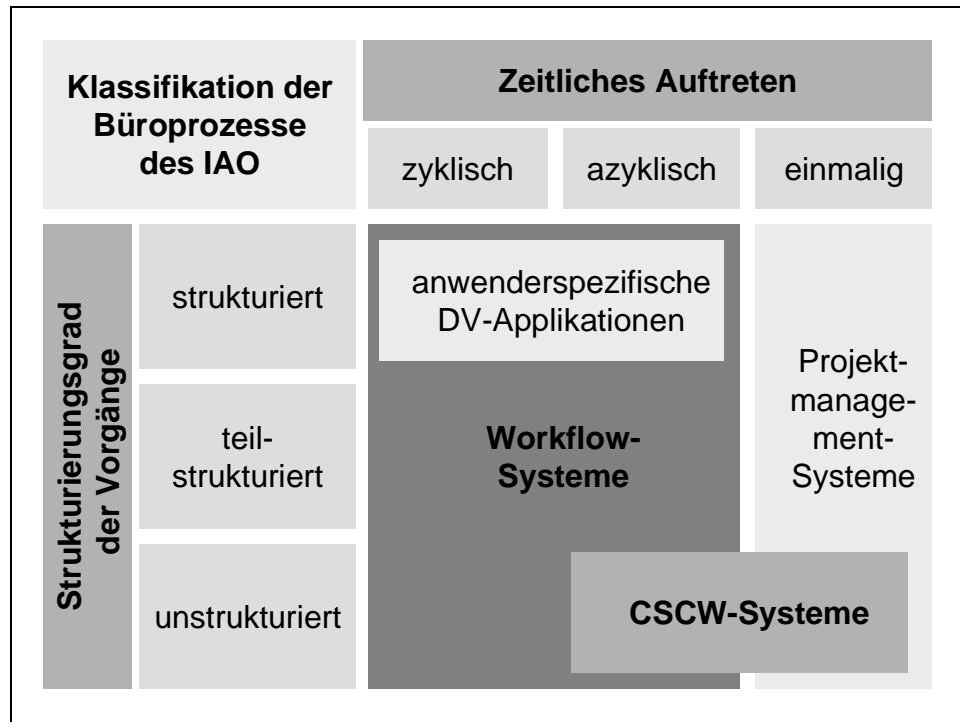 Klassifikation der
Büroprozesse
des IAO
Zeitliches Auftreten
zyklisch
azyklisch
einmalig
Strukturierungsgrad
der Vorgänge
strukturiert
anwenderspezifische
DV-Applikationen
teil-
strukturiert
Workflow-
Systeme
Projekt-
manage-
ment-
Systeme
unstrukturiert
CSCW-Systeme